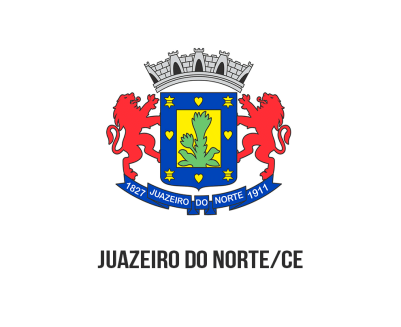 1827 JUAZEIRO DO NORTE 1911
JUAZEIRO DO NORTE/CE